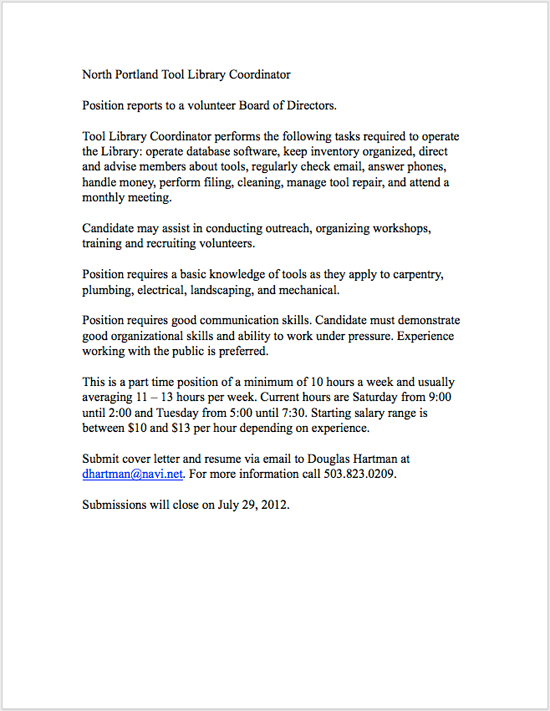 North Portland Tool Library Coordinator
Position reports to a volunteer Board of Directors.
Tool Library Coordinator performs the following tasks required to operate
the Library: operate database software, keep inventory organized, direct
and advise members about tools, regularly check email, answer phones,
handle money, perform filing, cleaning, manage tool repair, and attend a
monthly meeting.
Candidate may assist in conducting outreach, organizing workshops,
training and recruiting volunteers.
Position requires a basic knowledge of tools as they apply to carpentry,
plumbing, electrical, landscaping, and mechanical.
Position requires good communication skills. Candidate must demonstrate
good organizational skills and ability to work under pressure. Experience
working with the public is preferred.
This is a part time position of a minimum of 10 hours a week and usually
averaging 11 – 13 hours per week. Current hours are Saturday from 9:00
until 2:00 and Tuesday from 5:00 until 7:30. Starting salary range is
between $10 and $13 per hour depending on experience.
Submit cover letter and resume via email to Douglas Hartman at
dhartman@navi.net. For more information call 503.823.0209.
Submissions will close on July 29, 2012.